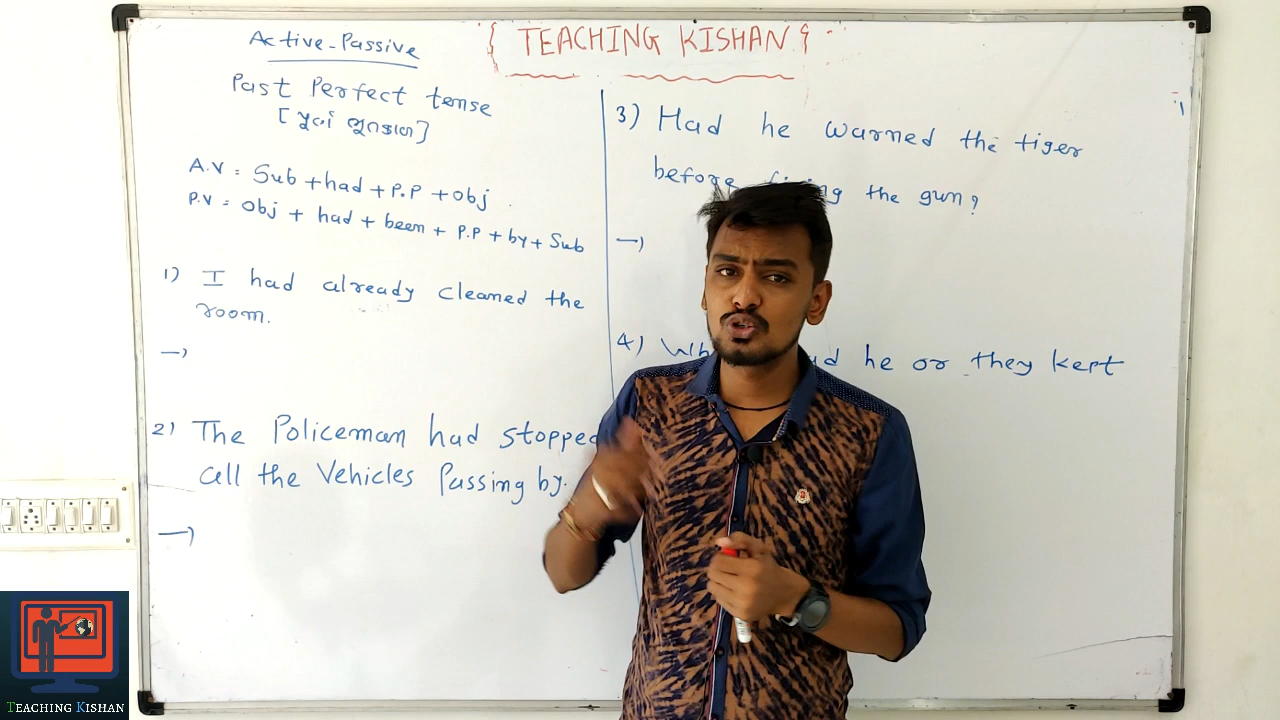 { TEACHING KISHAN }
Active-Passive
Past Perfect tense
[પૂર્ણ ભૂતકાળ]
A.V = Sub + had + P.P + obj.
P.V = obj + had + been + P.P + by + Sub
1) I had already cleaned the
room.
→
2) The Policeman had stopped
all the Vehicles Passing by.
→
3) Had he warned the tiger
before the gun?
→
4) he or they kept
TEACHING KISHAN